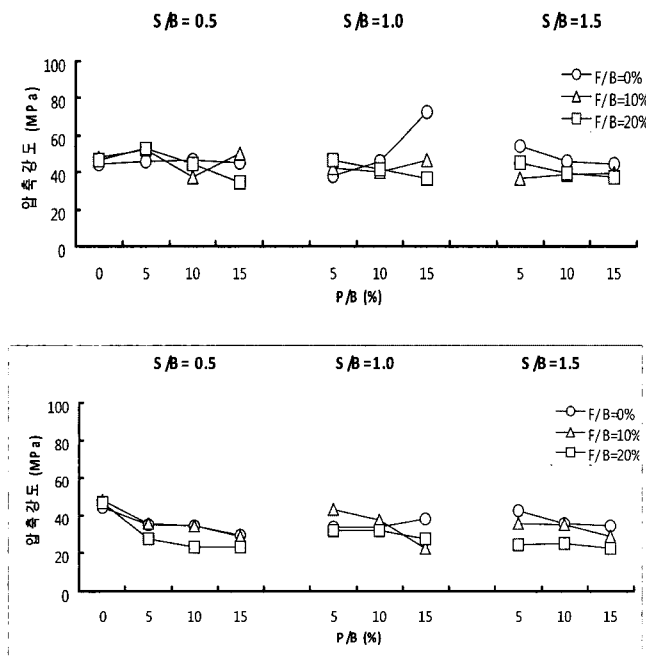 S/B= 0.5 S/B=1.0 S/B=1.5
100
80
60
40
20
0
압축강도 (MPa)
F/B=0%
F/B=10%
F/B=20%
0 5 10 15 5 10 15 5 10 15
P/B (%)
S/B= 0.5 S/B=1.0 S/B=1.5
100
80
60
40
20
0
압축강도 (MPa)
F/B=0%
F/B=10%
F/B=20%
0 5 10 15 5 10 15 5 10 15
P/B (%)